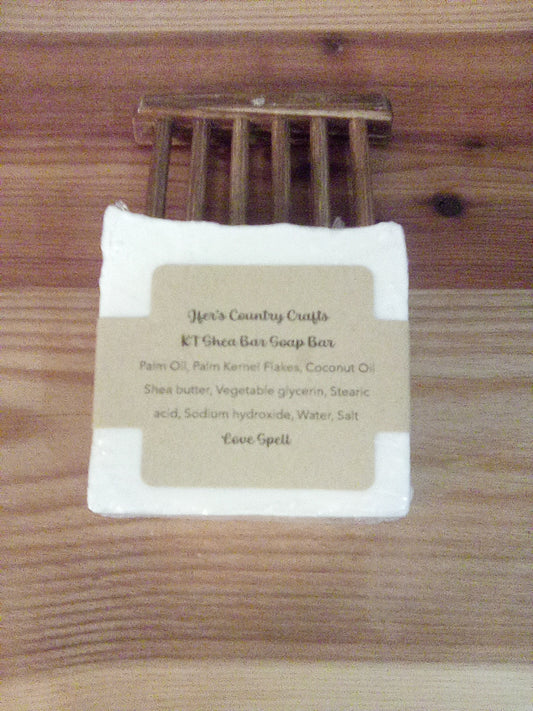 Jfer's Country Crafts
KT Shea Bar Soap Bar
Palm Oil, Palm Kernel Flakes, Coconut Oil
Shea butter, Vegetable glycerin, Stearic
acid, Sodium hydroxide, Water, Salt
Love Spell